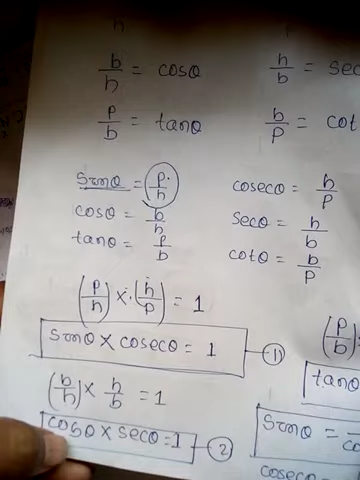 h
b/h = cosθ
h/b = sec
p/b = tanθ
b/p = cot
sinθ = p/h
cosecθ = h/p
cosθ = b/h
secθ = h/b
tanθ = p/b
cotθ = b/p
(p/h) × (h/p) = 1
sinθ × cosecθ = 1 — 1
(p/b)
tanθ
(b/h) × h/b = 1
sinθ =
cosθ × secθ = 1 — 2
cosecθ =